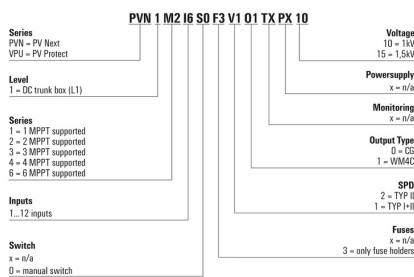 PVN 1 M2 I6 S0 F3 V1 O1 TX PX 10
Series
PVN = PV Next
VPU = PV Protect
Level
1 = DC trunk box (L1)
Series
1 = 1 MPPT supported
2 = 2 MPPT supported
3 = 3 MPPT supported
4 = 4 MPPT supported
6 = 6 MPPT supported
Inputs
1...12 inputs
Switch
x = n/a
0 = manual switch
Voltage
10 = 1kV
15 = 1,5kV
Powersupply
x = n/a
Monitoring
x = n/a
Output Type
0 = CG
1 = WM4C
SPD
2 = TYP II
1 = TYP I+II
Fuses
x = n/a
3 = only fuse holders